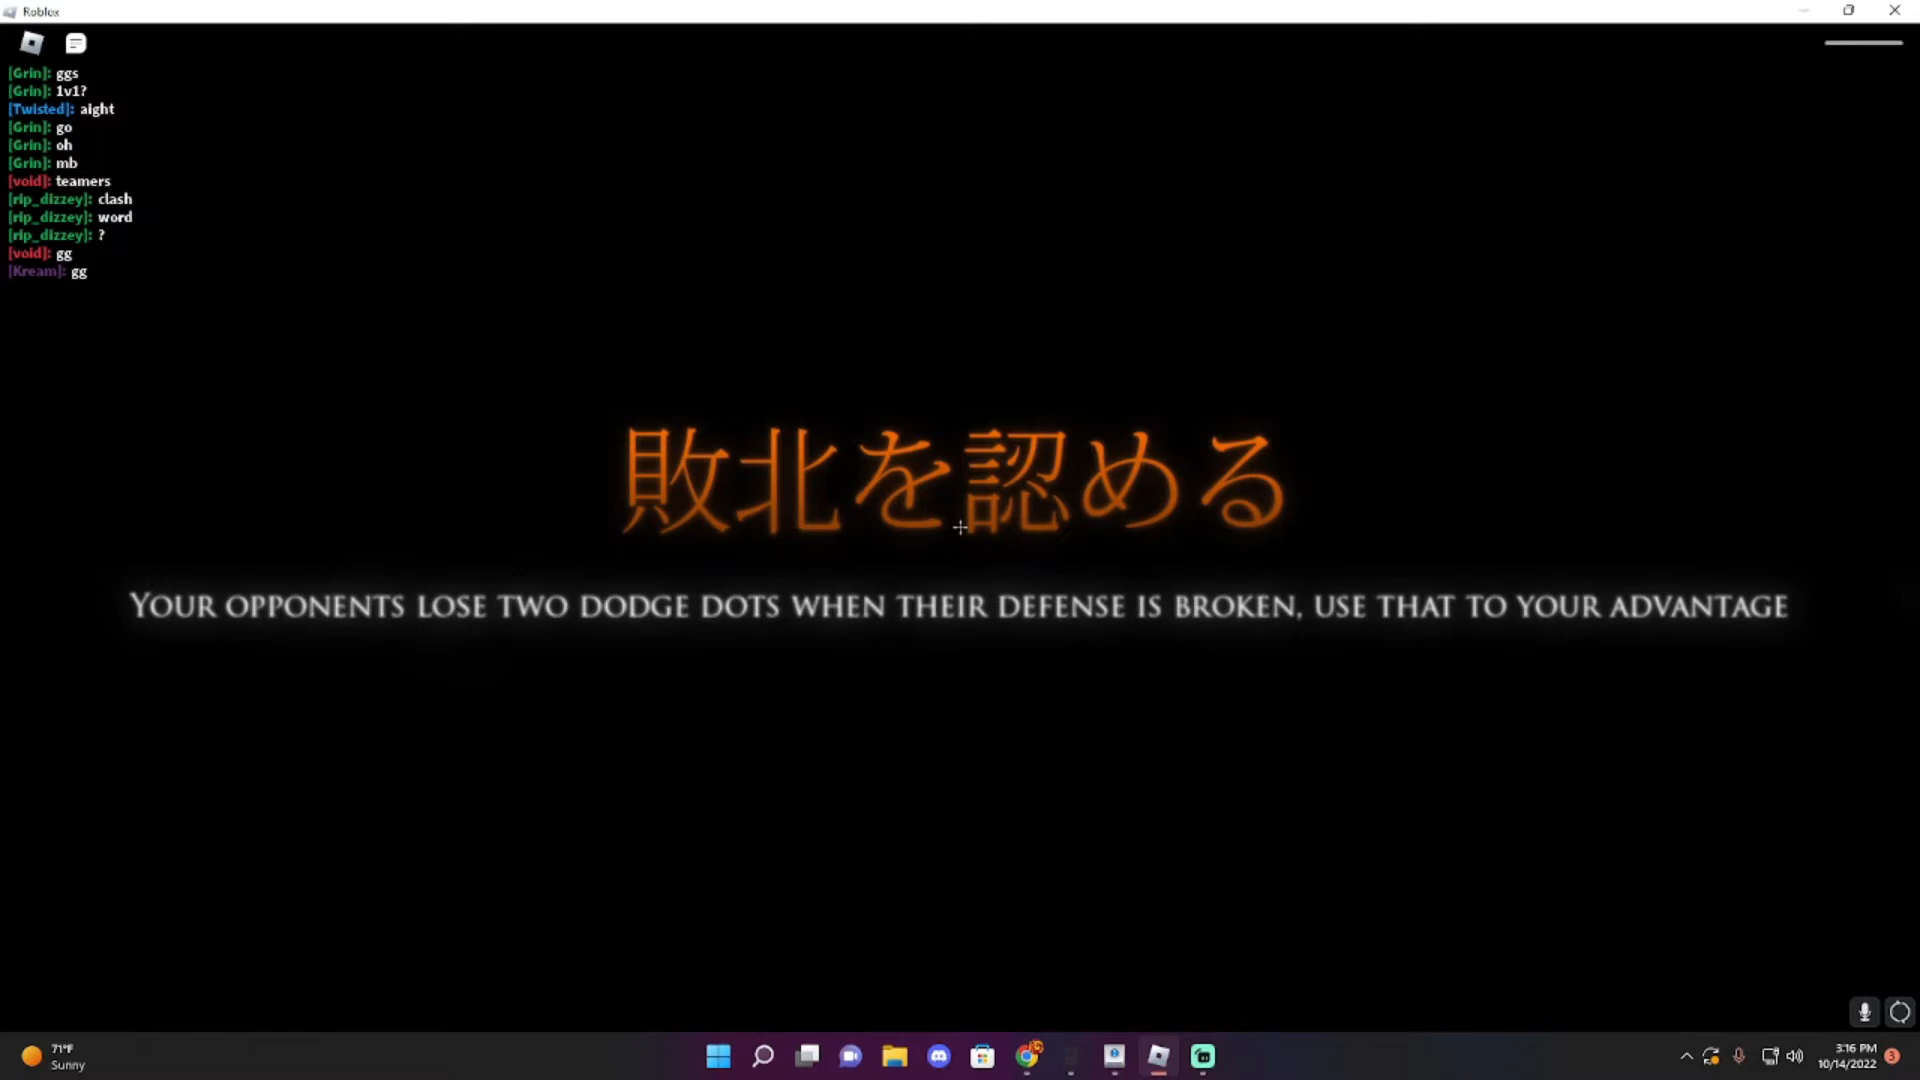 Roblox
[Grin]: ggs
[Grin]: 1v1?
[Twisted]: aight
[Grin]: go
[Grin]: oh
[Grin]: mb
[void]: teamers
[rip_dizzey]: clash
[rip_dizzey]: word
[rip_dizzey]: ?
[void]: gg
[Kream]: gg
敗北を認める
YOUR OPPONENTS LOSE TWO DODGE DOTS WHEN THEIR DEFENSE IS BROKEN, USE THAT TO YOUR ADVANTAGE
71°F
Sunny
3:16 PM
10/14/2022
3